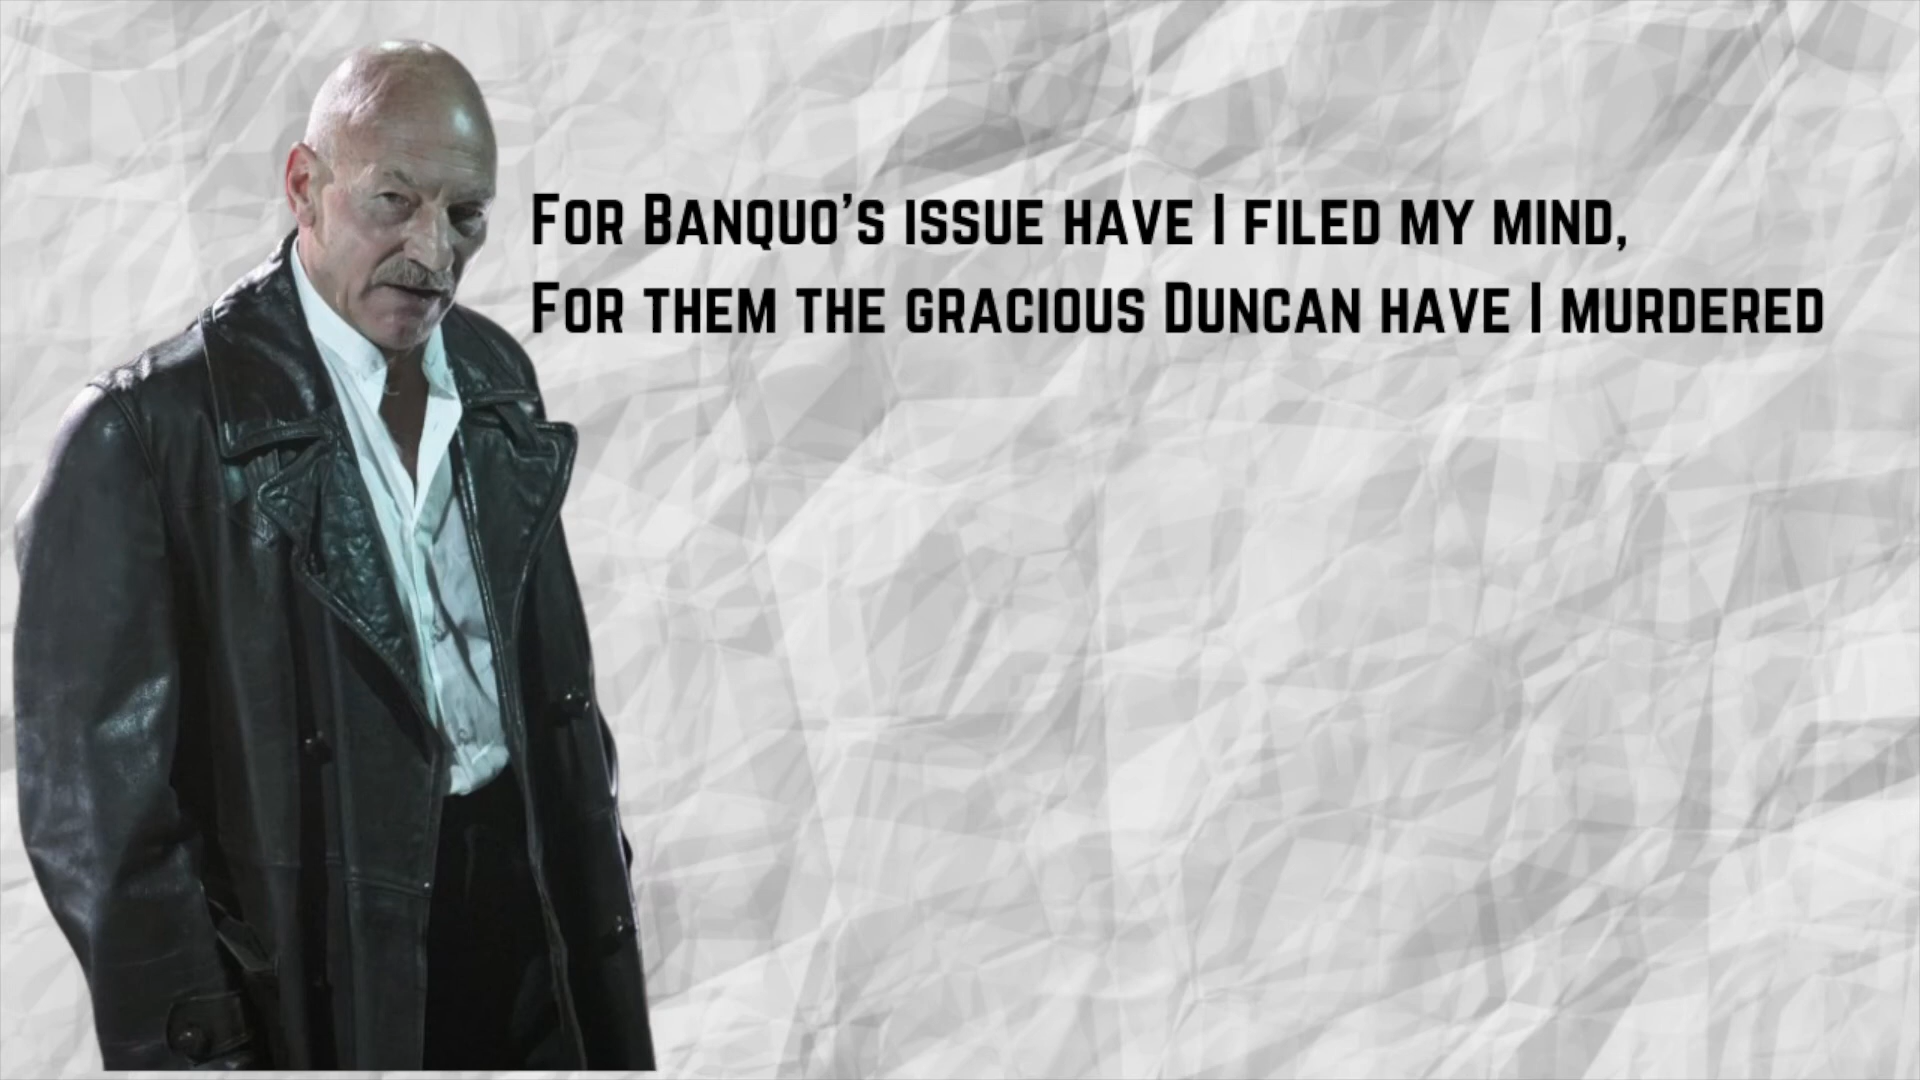 For Banquo's issue have I filed my mind,
For them the gracious Duncan have I murdered